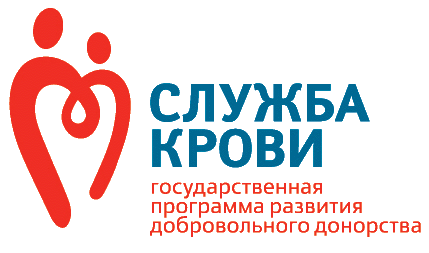 СЛУЖБА
КРОВИ
государственная
программа развития
добровольного донорства